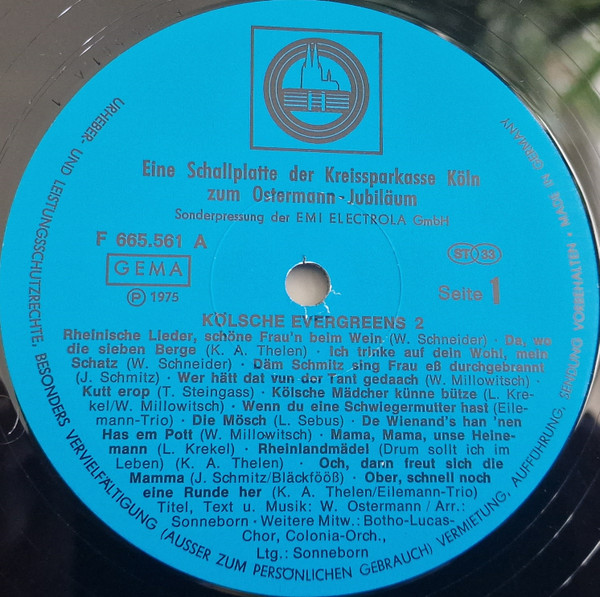 Eine Schallplatte der Kreissparkasse Köln
zum Ostermann-Jubiläum
Sonderpressung der EMI ELECTROLA GmbH
F 665.561 A
GEMA
Ⓟ 1975
ST 33
Seite 1
KÖLSCHE EVERGREENS 2
Rheinische Lieder, schöne Frau'n beim Wein (W. Schneider) · Da, wo
die sieben Berge (K. A. Thelen) · Ich trinke auf dein Wohl, mein
Schatz (W. Schneider) · Däm Schmitz sing Frau eß durchgebrannt
(J. Schmitz) · Wer hätt dat vun der Tant gedaach (W. Millowitsch) ·
Kutt erop (T. Steingass) · Kölsche Mädcher künne bütze (L. Kre-
kel/W. Millowitsch) · Wenn du eine Schwiegermutter hast (Eile-
mann-Trio) · Die Mösch (L. Sebus) · De Wienand's han 'nen
Has em Pott (W. Millowitsch) · Mama, Mama, unse Heine-
mann (L. Krekel) · Rheinlandmädel (Drum sollt ich im
Leben) (K. A. Thelen) · Och, dann freut sich die
Mamma (J. Schmitz/Bläckfööß) · Ober, schnell noch
eine Runde her (K. A. Thelen/Eilemann-Trio)
Titel, Text u. Musik: W. Ostermann / Arr.:
Sonneborn · Weitere Mitw.: Botho-Lucas-
Chor, Colonia-Orch.,
Ltg.: Sonneborn
URHEBER- UND LEISTUNGSSCHUTZRECHTE, BESONDERS VERVIELFÄLTIGUNG (AUSSER ZUM PERSÖNLICHEN GEBRAUCH) VERMIETUNG, AUFFÜHRUNG, SENDUNG VORBEHALTEN • MADE IN GERMANY